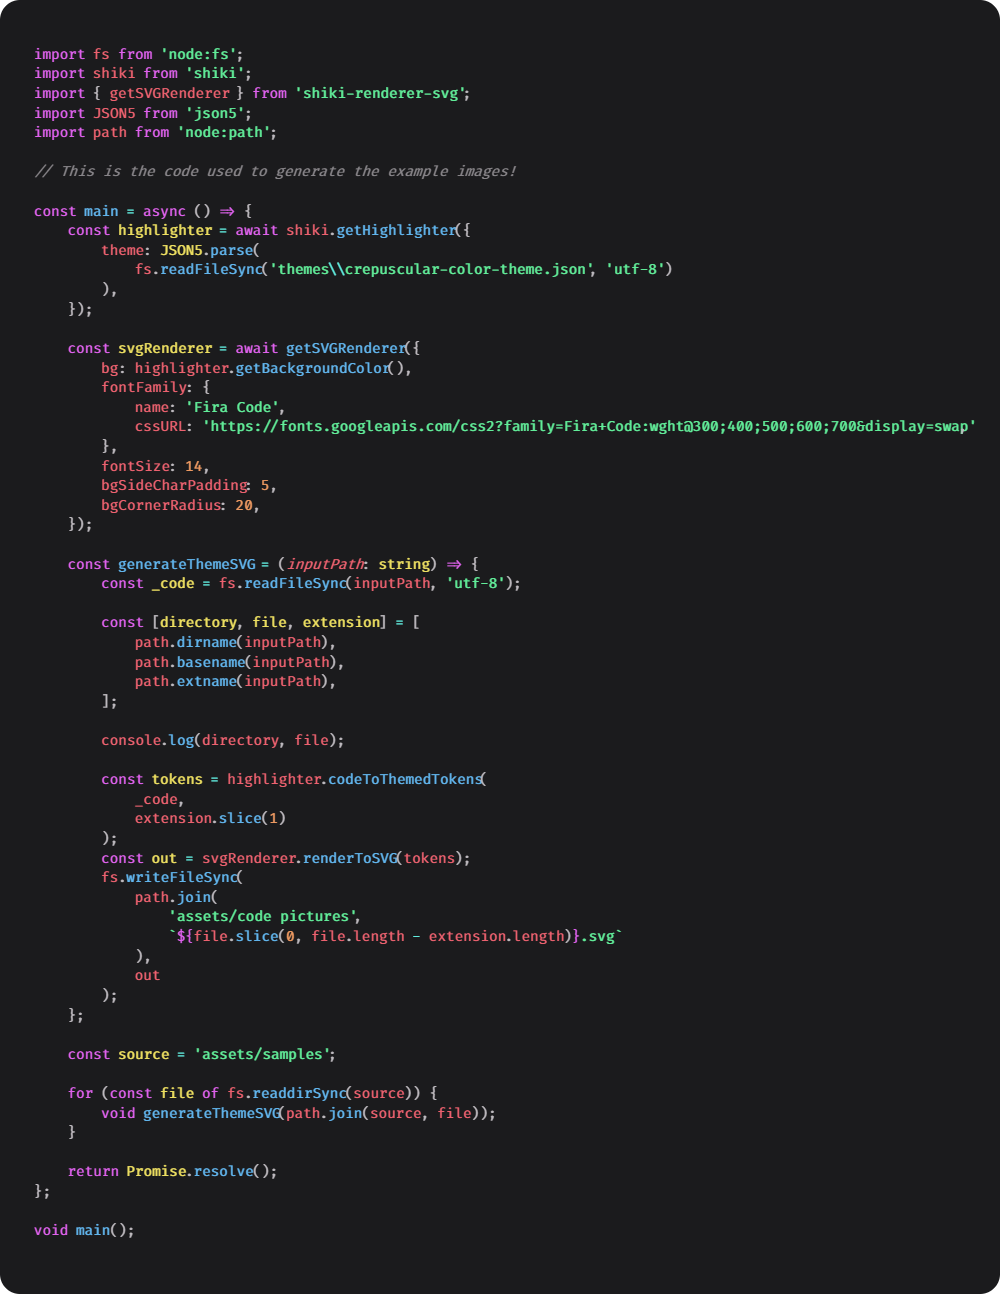 import fs from 'node:fs';
import shiki from 'shiki';
import { getSVGRenderer } from 'shiki-renderer-svg';
import JSON5 from 'json5';
import path from 'node:path';

// This is the code used to generate the example images!

const main = async () => {
    const highlighter = await shiki.getHighlighter({
        theme: JSON5.parse(
            fs.readFileSync('themes\\crepuscular-color-theme.json', 'utf-8')
        ),
    });

    const svgRenderer = await getSVGRenderer({
        bg: highlighter.getBackgroundColor(),
        fontFamily: {
            name: 'Fira Code',
            cssURL: 'https://fonts.googleapis.com/css2?family=Fira+Code:wght@300;400;500;600;700&display=swap'
        },
        fontSize: 14,
        bgSideCharPadding: 5,
        bgCornerRadius: 20,
    });

    const generateThemeSVG = (inputPath: string) => {
        const _code = fs.readFileSync(inputPath, 'utf-8');

        const [directory, file, extension] = [
            path.dirname(inputPath),
            path.basename(inputPath),
            path.extname(inputPath),
        ];

        console.log(directory, file);

        const tokens = highlighter.codeToThemedTokens(
            _code,
            extension.slice(1)
        );
        const out = svgRenderer.renderToSVG(tokens);
        fs.writeFileSync(
            path.join(
                'assets/code pictures',
                `${file.slice(0, file.length - extension.length)}.svg`
            ),
            out
        );
    };

    const source = 'assets/samples';

    for (const file of fs.readdirSync(source)) {
        void generateThemeSVG(path.join(source, file));
    }

    return Promise.resolve();
};

void main();